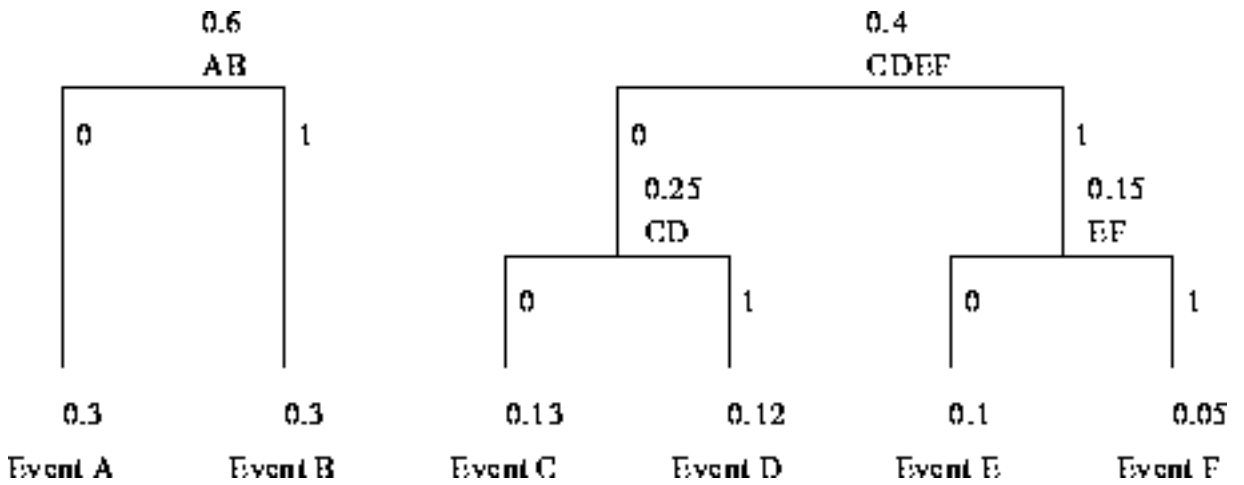 0.6 0.4
AB CDEF
0 1 0 1
0.25 0.15
CD EF
0 1 0 1
0.3 0.3 0.13 0.12 0.1 0.05
Event A Event B Event C Event D Event E Event F